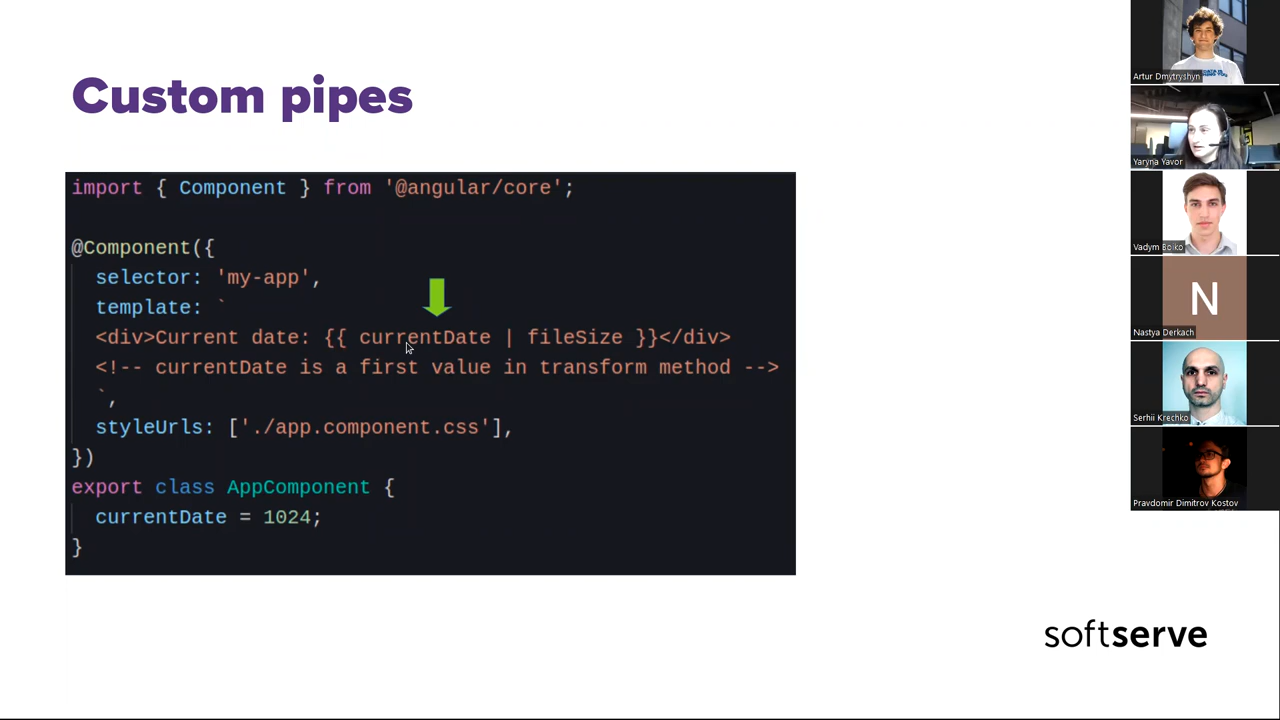 Custom pipes
import { Component } from '@angular/core';
@Component({
selector: 'my-app',
template: `
<div>Current date: {{ currentDate | fileSize }}</div>
<!-- currentDate is a first value in transform method -->
`,
styleUrls: ['./app.component.css'],
})
export class AppComponent {
currentDate = 1024;
}
softserve
Artur Dmytryshyn
Yaryna Yavor
Vadym Boiko
N
Nastya Derkach
Serhii Krechko
Pravdomir Dimitrov Kostov